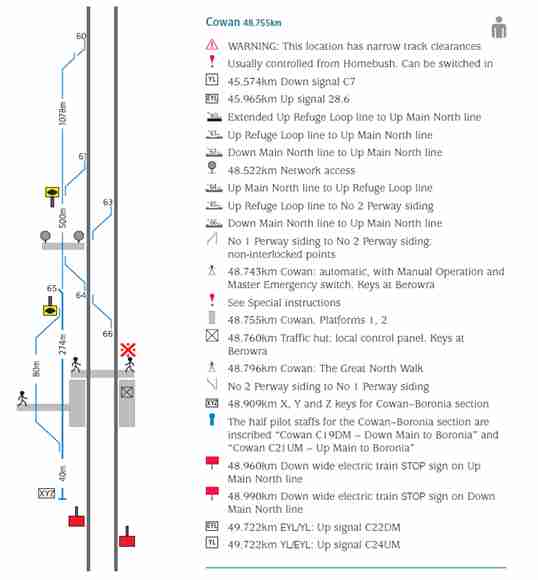 Cowan 48.755km
WARNING: This location has narrow track clearances
Usually controlled from Homebush. Can be switched in
YL 45.574km Down signal C7
EYL 45.965km Up signal 28.6
60 Extended Up Refuge Loop line to Up Main North line
61 Up Refuge Loop line to Up Main North line
Down Main North line to Up Main North line
48.522km Network access
64 Up Main North line to Up Refuge Loop line
65 Up Refuge Loop line to No 2 Perway siding
66 Down Main North line to Up Main North line
No 1 Perway siding to No 2 Perway siding:
non-interlocked points
48.743km Cowan: automatic, with Manual Operation and
Master Emergency switch. Keys at Berowra
See Special instructions
48.755km Cowan. Platforms 1, 2
48.760km Traffic hut: local control panel. Keys at
Berowra
48.796km Cowan: The Great North Walk
No 2 Perway siding to No 1 Perway siding
XYZ 48.909km X, Y and Z keys for Cowan–Boronia section
The half pilot staffs for the Cowan–Boronia section are
inscribed “Cowan C19DM – Down Main to Boronia” and
“Cowan C21UM – Up Main to Boronia”
48.960km Down wide electric train STOP sign on Up
Main North line
48.990km Down wide electric train STOP sign on Down
Main North line
EYL 49.722km EYL/YL: Up signal C22DM
YL 49.722km YL/EYL: Up signal C24UM
60
1078m
61
63
500m
65
64
66
274m
80m
40m
XYZ